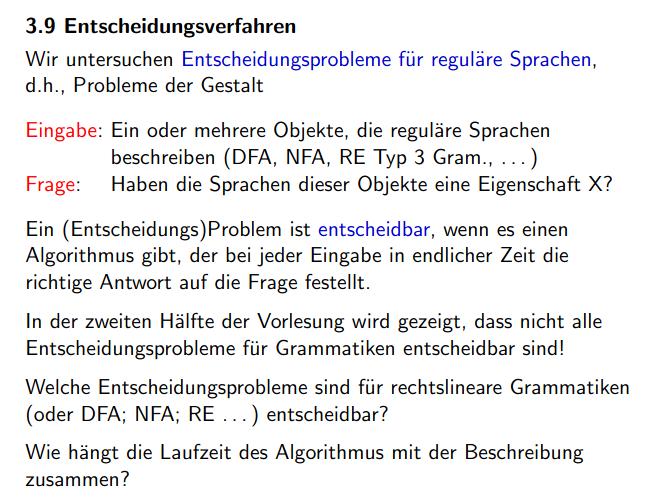 3.9 Entscheidungsverfahren
Wir untersuchen Entscheidungsprobleme für reguläre Sprachen,
d.h., Probleme der Gestalt
Eingabe: Ein oder mehrere Objekte, die reguläre Sprachen
beschreiben (DFA, NFA, RE Typ 3 Gram., ...)
Frage: Haben die Sprachen dieser Objekte eine Eigenschaft X?
Ein (Entscheidungs)Problem ist entscheidbar, wenn es einen
Algorithmus gibt, der bei jeder Eingabe in endlicher Zeit die
richtige Antwort auf die Frage festellt.
In der zweiten Hälfte der Vorlesung wird gezeigt, dass nicht alle
Entscheidungsprobleme für Grammatiken entscheidbar sind!
Welche Entscheidungsprobleme sind für rechtslineare Grammatiken
(oder DFA; NFA; RE ...) entscheidbar?
Wie hängt die Laufzeit des Algorithmus mit der Beschreibung
zusammen?